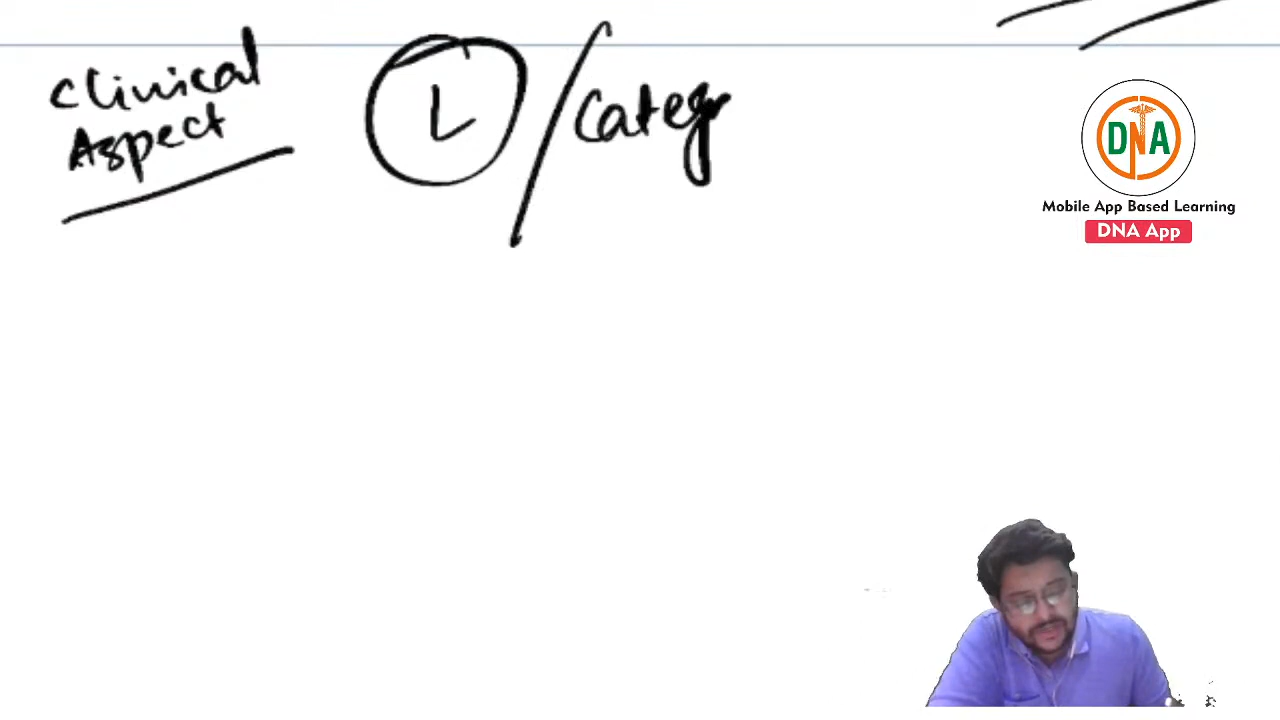 Clinical
Aspect
L / categ
DNA
Mobile App Based Learning
DNA App